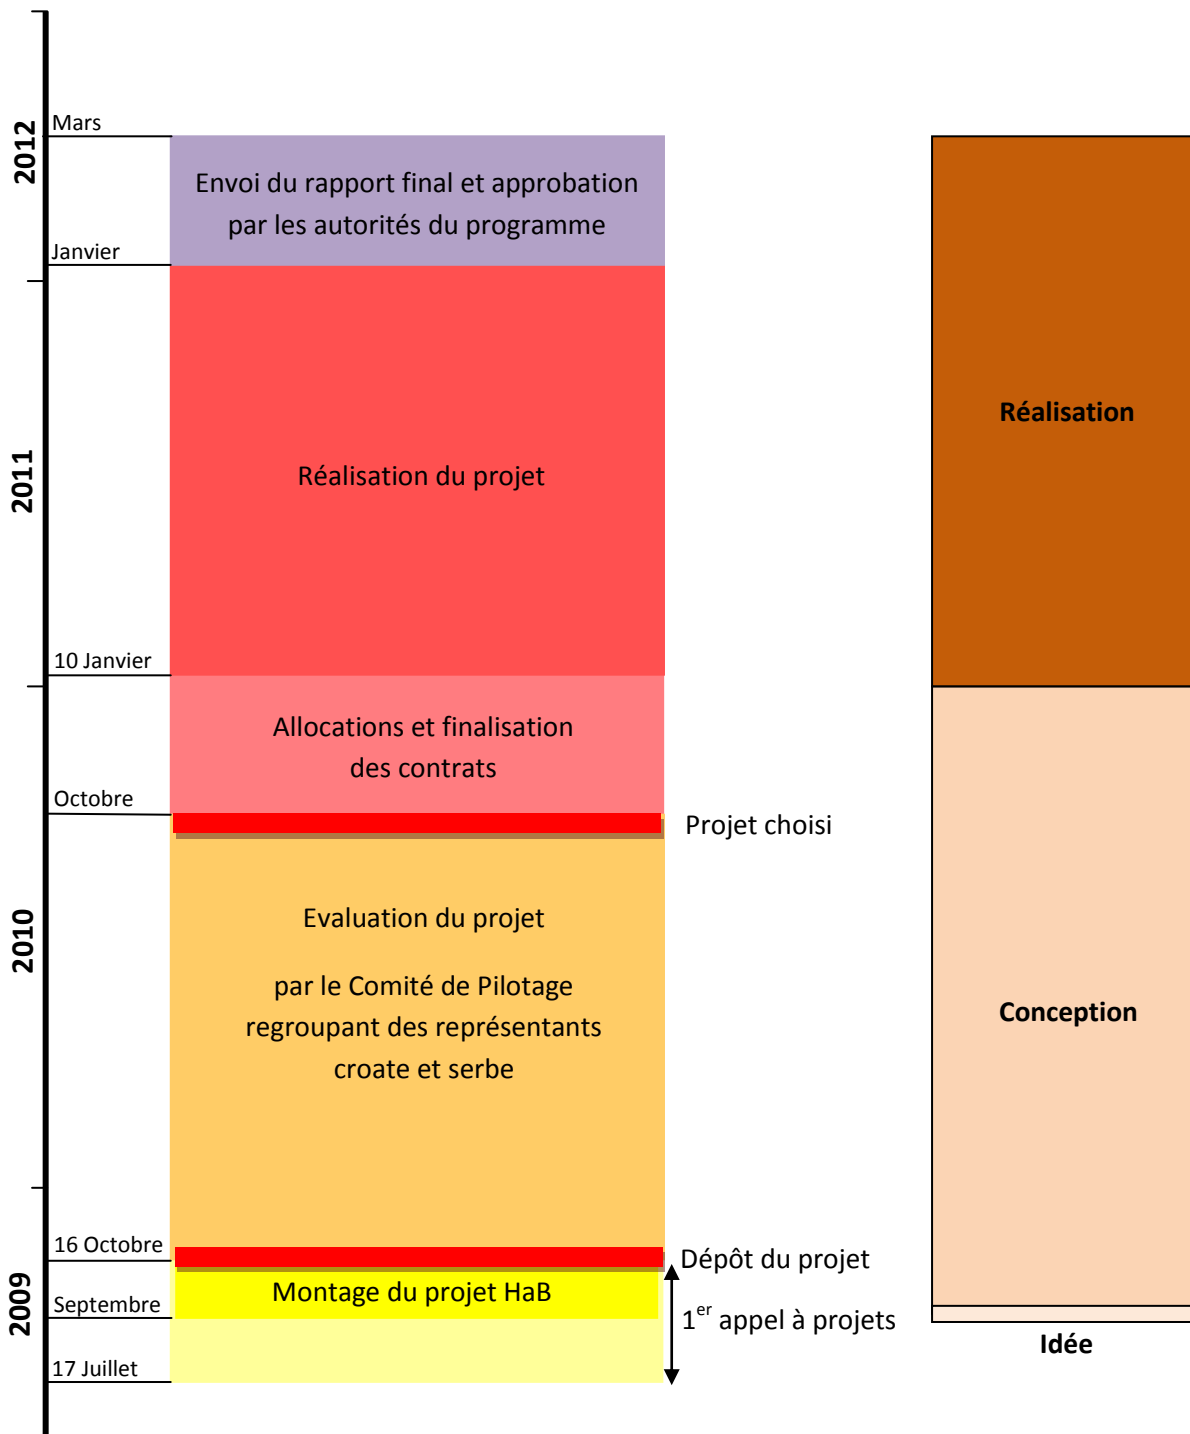 2012
Mars
Envoi du rapport final et approbation
par les autorités du programme
Janvier
2011
Réalisation du projet
Réalisation
10 Janvier
Allocations et finalisation
des contrats
Octobre
Projet choisi
2010
Evaluation du projet
par le Comité de Pilotage
regroupant des représentants
croate et serbe
Conception
16 Octobre
Dépôt du projet
2009
Montage du projet HaB
Septembre
1er appel à projets
Idée
17 Juillet